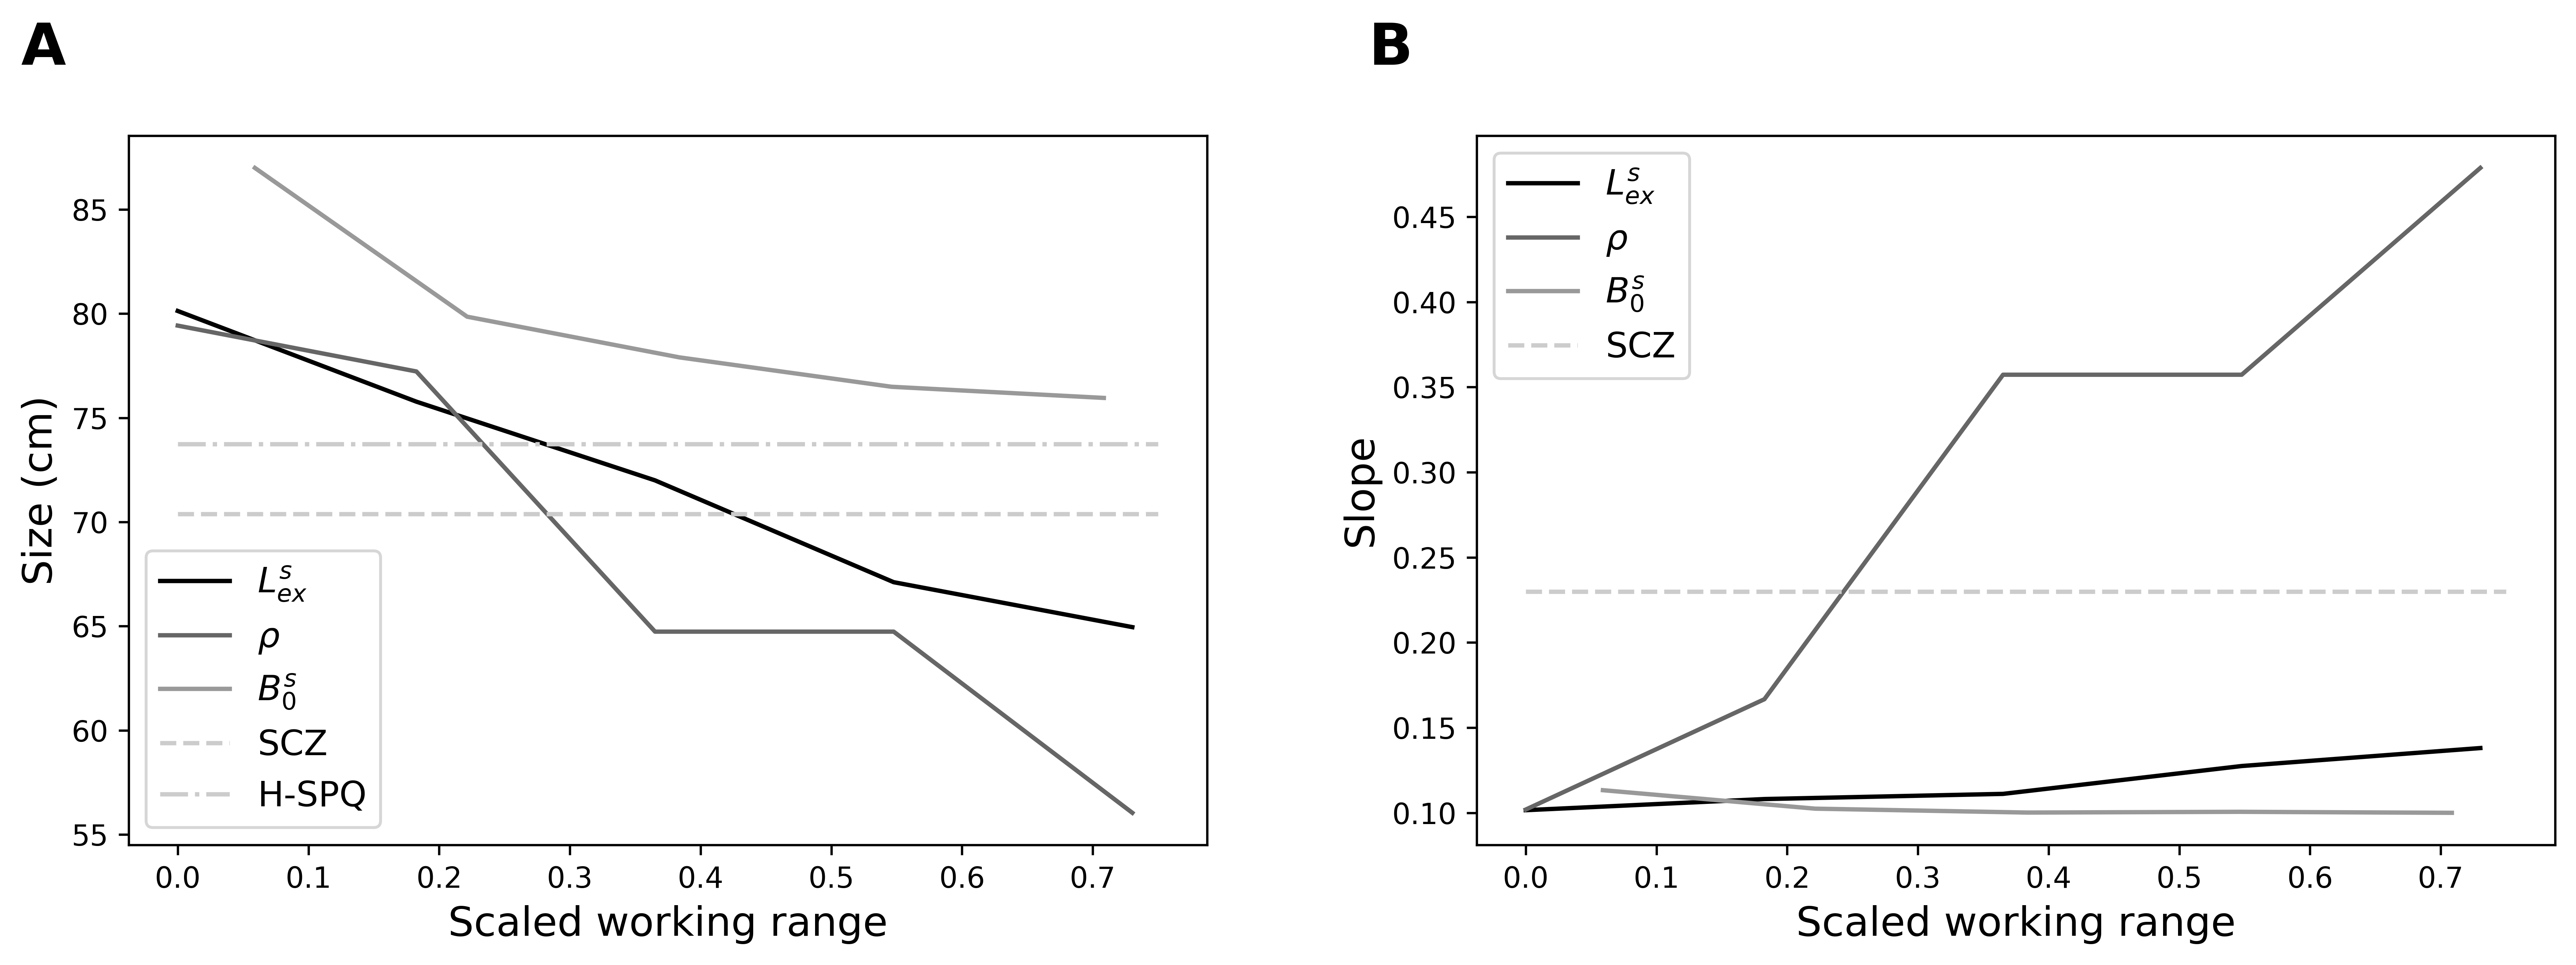 A
Size (cm)
85
80
75
70
65
60
55
L^s_ex
ρ
B^s_0
SCZ
H-SPQ
0.0 0.1 0.2 0.3 0.4 0.5 0.6 0.7
Scaled working range
B
Slope
0.45
0.40
0.35
0.30
0.25
0.20
0.15
0.10
L^s_ex
ρ
B^s_0
SCZ
0.0 0.1 0.2 0.3 0.4 0.5 0.6 0.7
Scaled working range